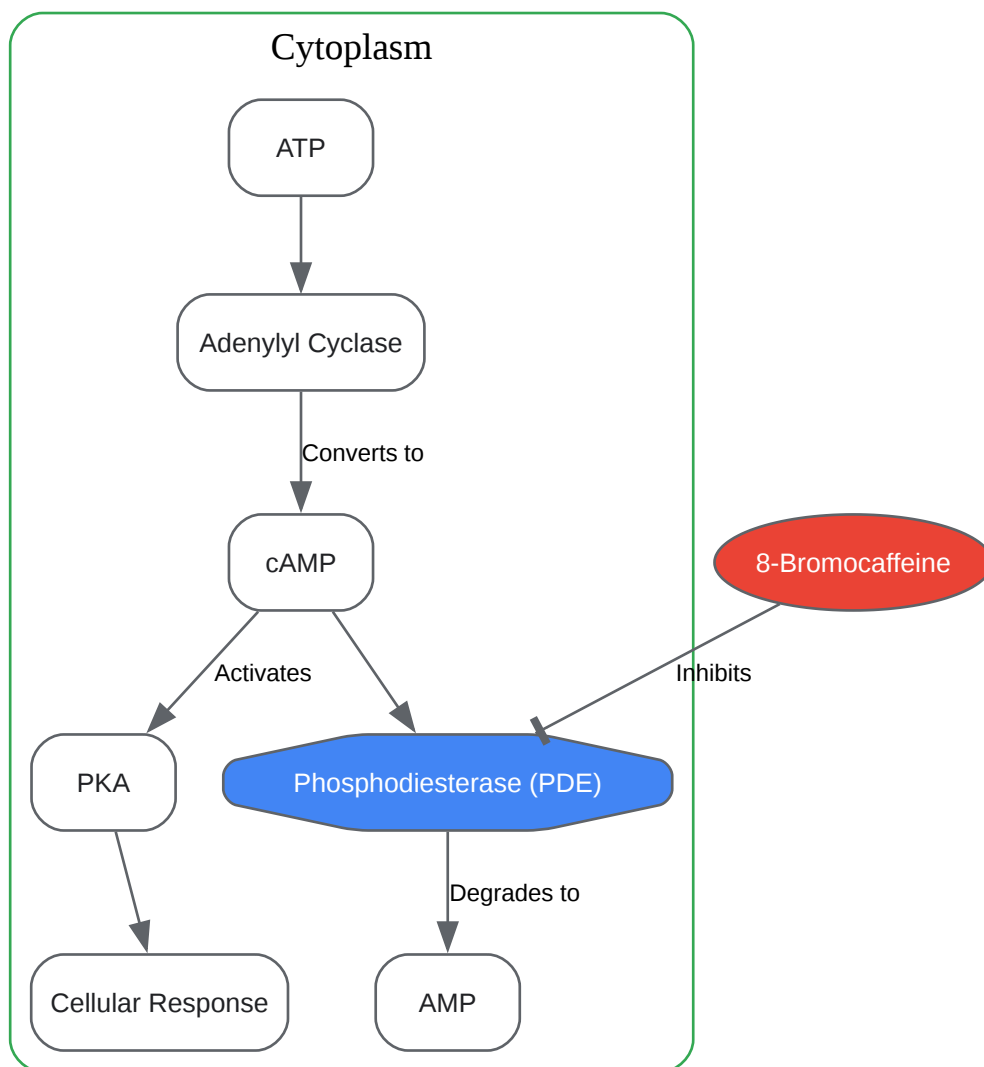 Cytoplasm
ATP
Adenylyl Cyclase
Converts to
cAMP
8-Bromocaffeine
Activates
Inhibits
PKA
Phosphodiesterase (PDE)
Degrades to
Cellular Response
AMP